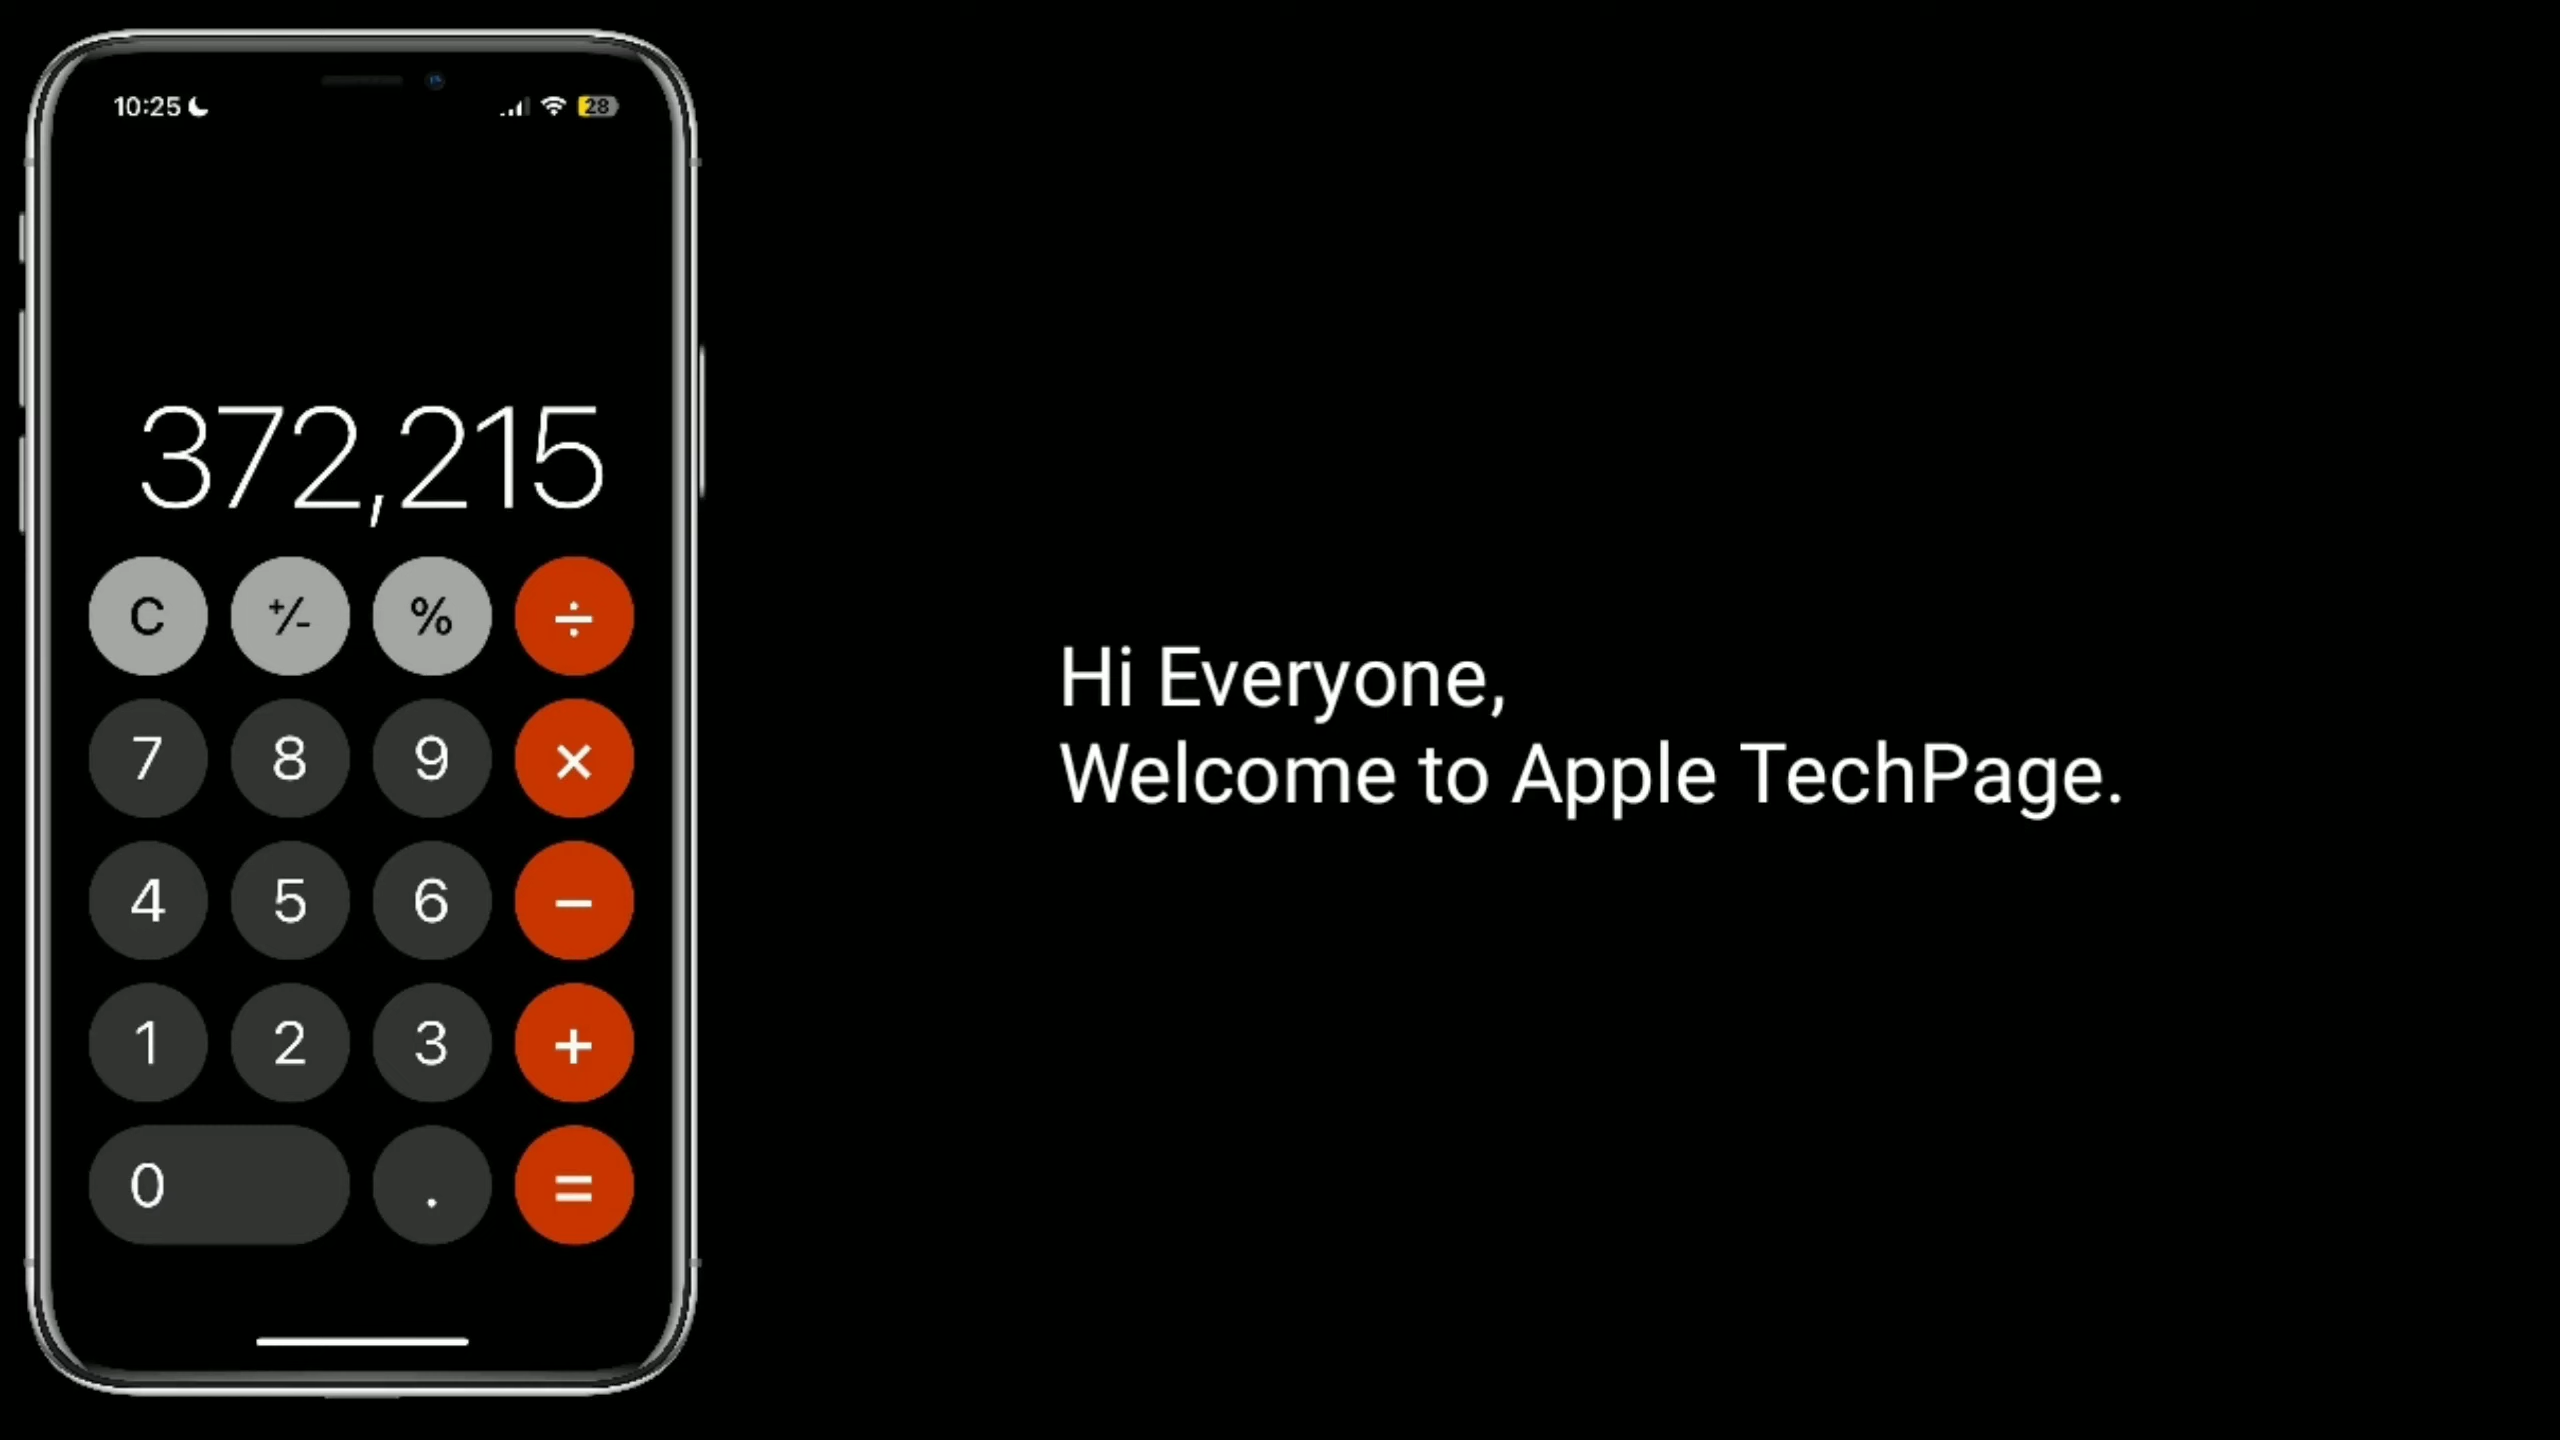 10:25
28
372,215
C +/- % ÷
7 8 9 ×
4 5 6 −
1 2 3 +
0 . =
Hi Everyone,
Welcome to Apple TechPage.